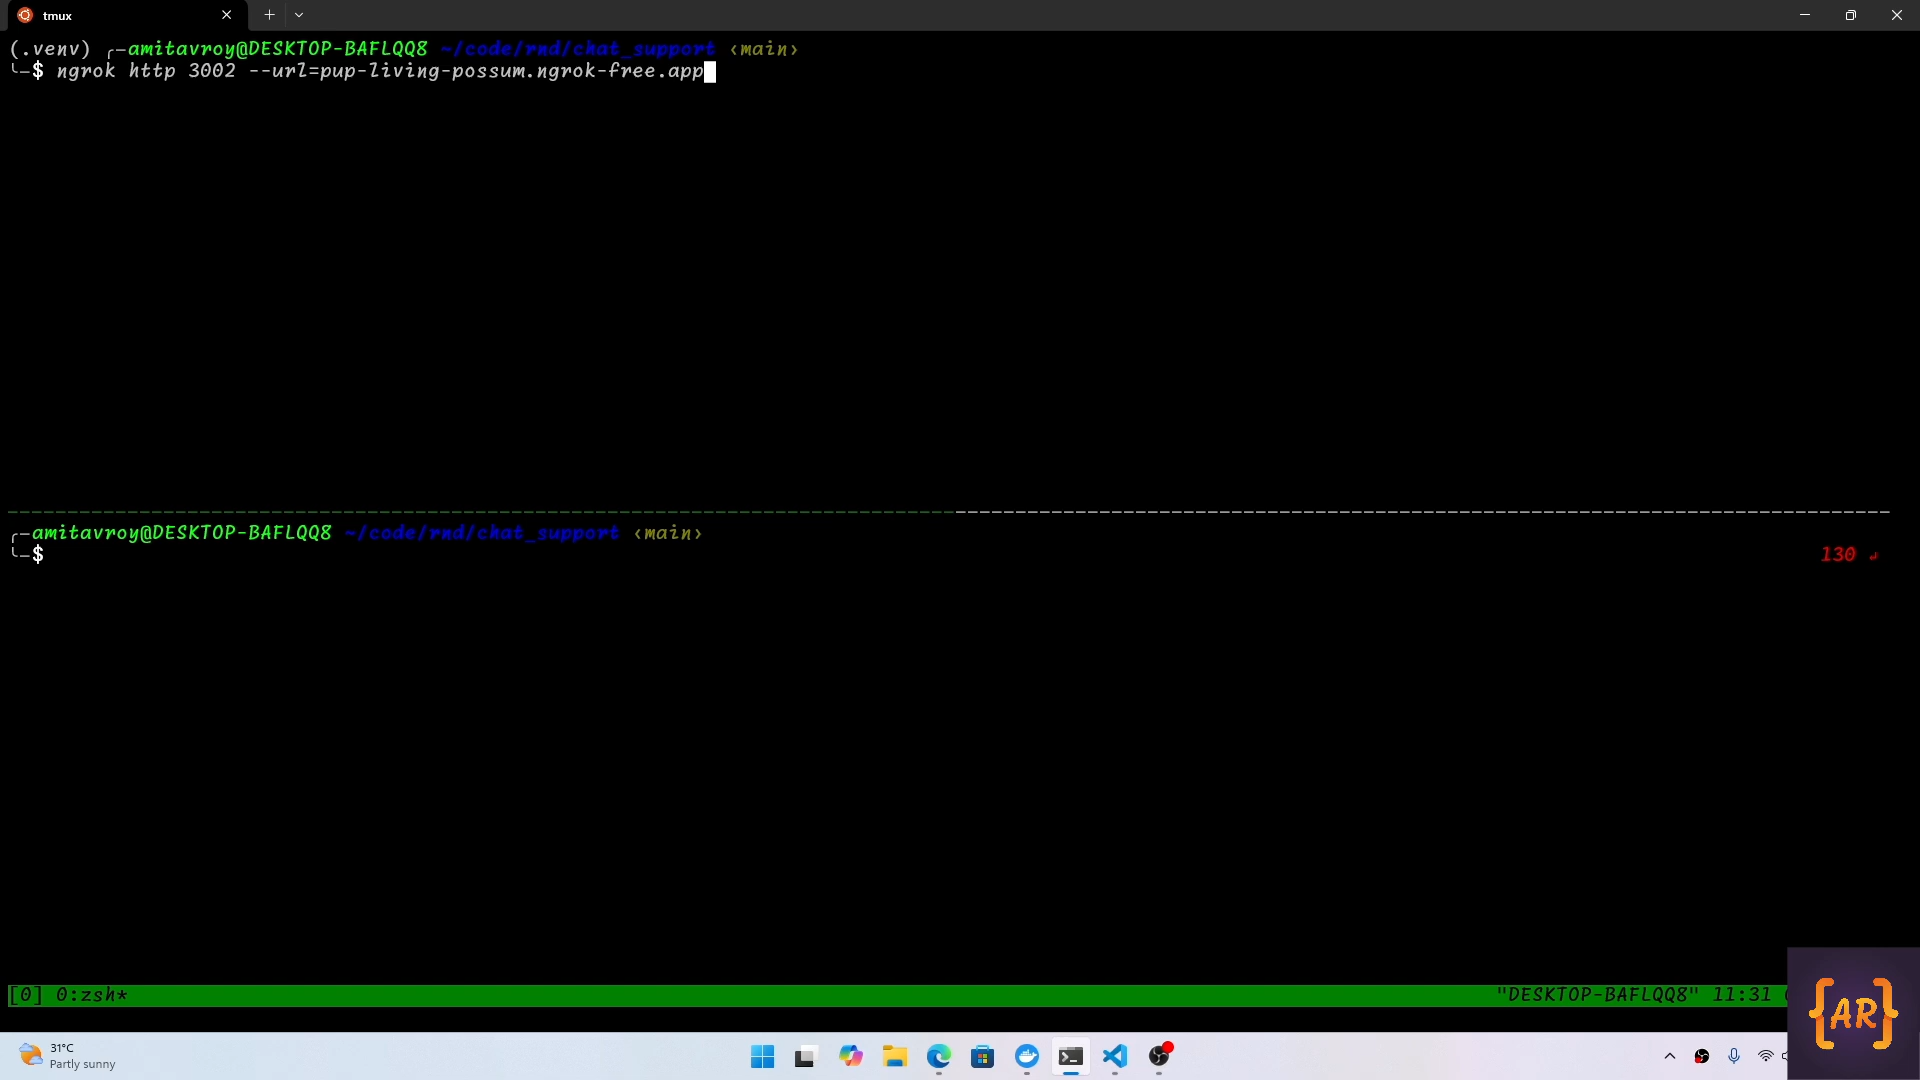 tmux
(.venv) ╭─amitavroy@DESKTOP-BAFLQQ8 ~/code/rnd/chat_support ‹main›
╰─$ ngrok http 3002 --url=pup-living-possum.ngrok-free.app
╭─amitavroy@DESKTOP-BAFLQQ8 ~/code/rnd/chat_support ‹main›
╰─$ 130 ↵
[0] 0:zsh* "DESKTOP-BAFLQQ8" 11:31
{AR}
31°C
Partly sunny